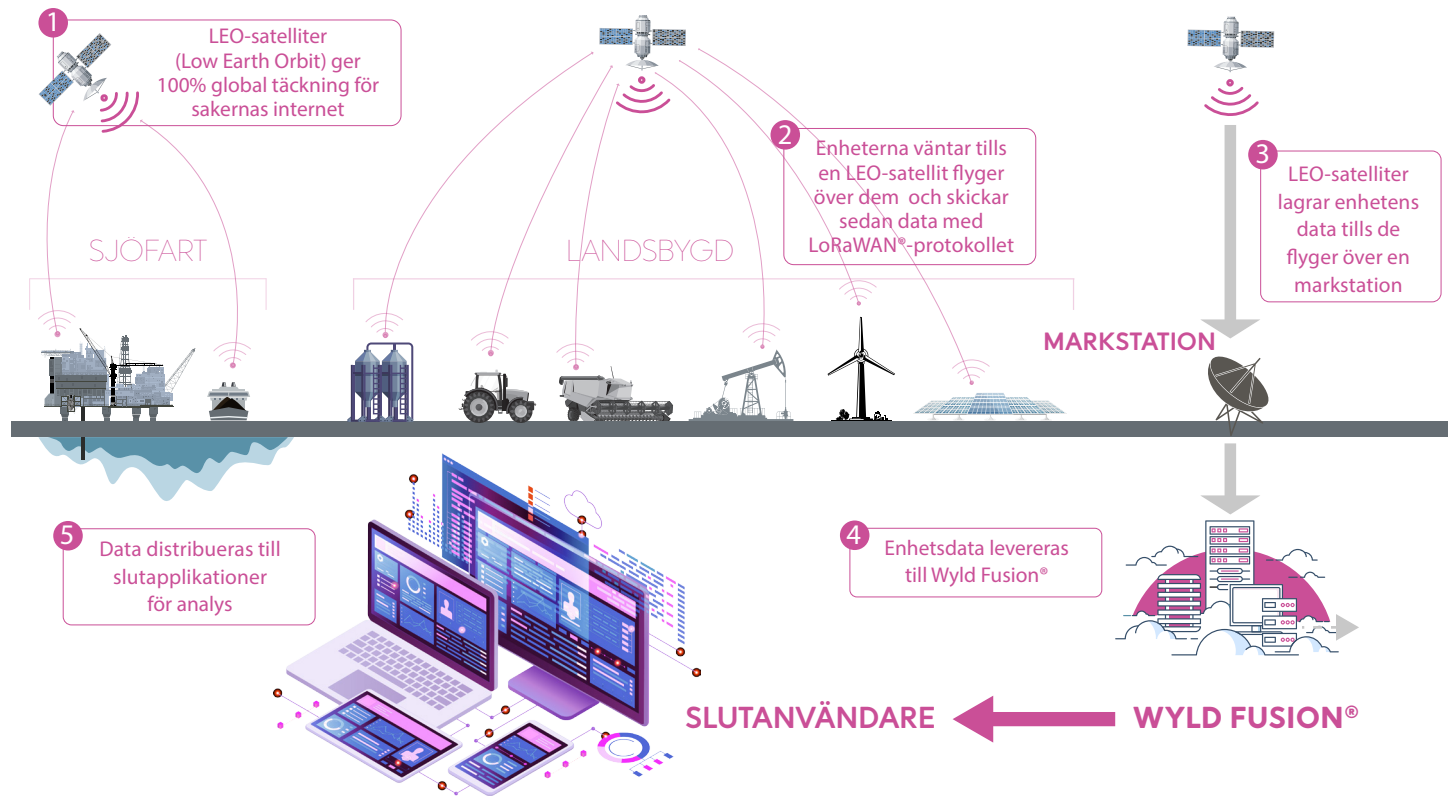 1
LEO-satelliter
(Low Earth Orbit) ger
100% global täckning för
sakernas internet
2
Enheterna väntar tills
en LEO-satellit flyger
över dem och skickar
sedan data med
LoRaWAN®-protokollet
3
LEO-satelliter
lagrar enhetens
data tills de
flyger över en
markstation
SJÖFART
LANDSBYGD
MARKSTATION
5
Data distribueras till
slutapplikationer
för analys
4
Enhetsdata levereras
till Wyld Fusion®
SLUTANVÄNDARE
WYLD FUSION®